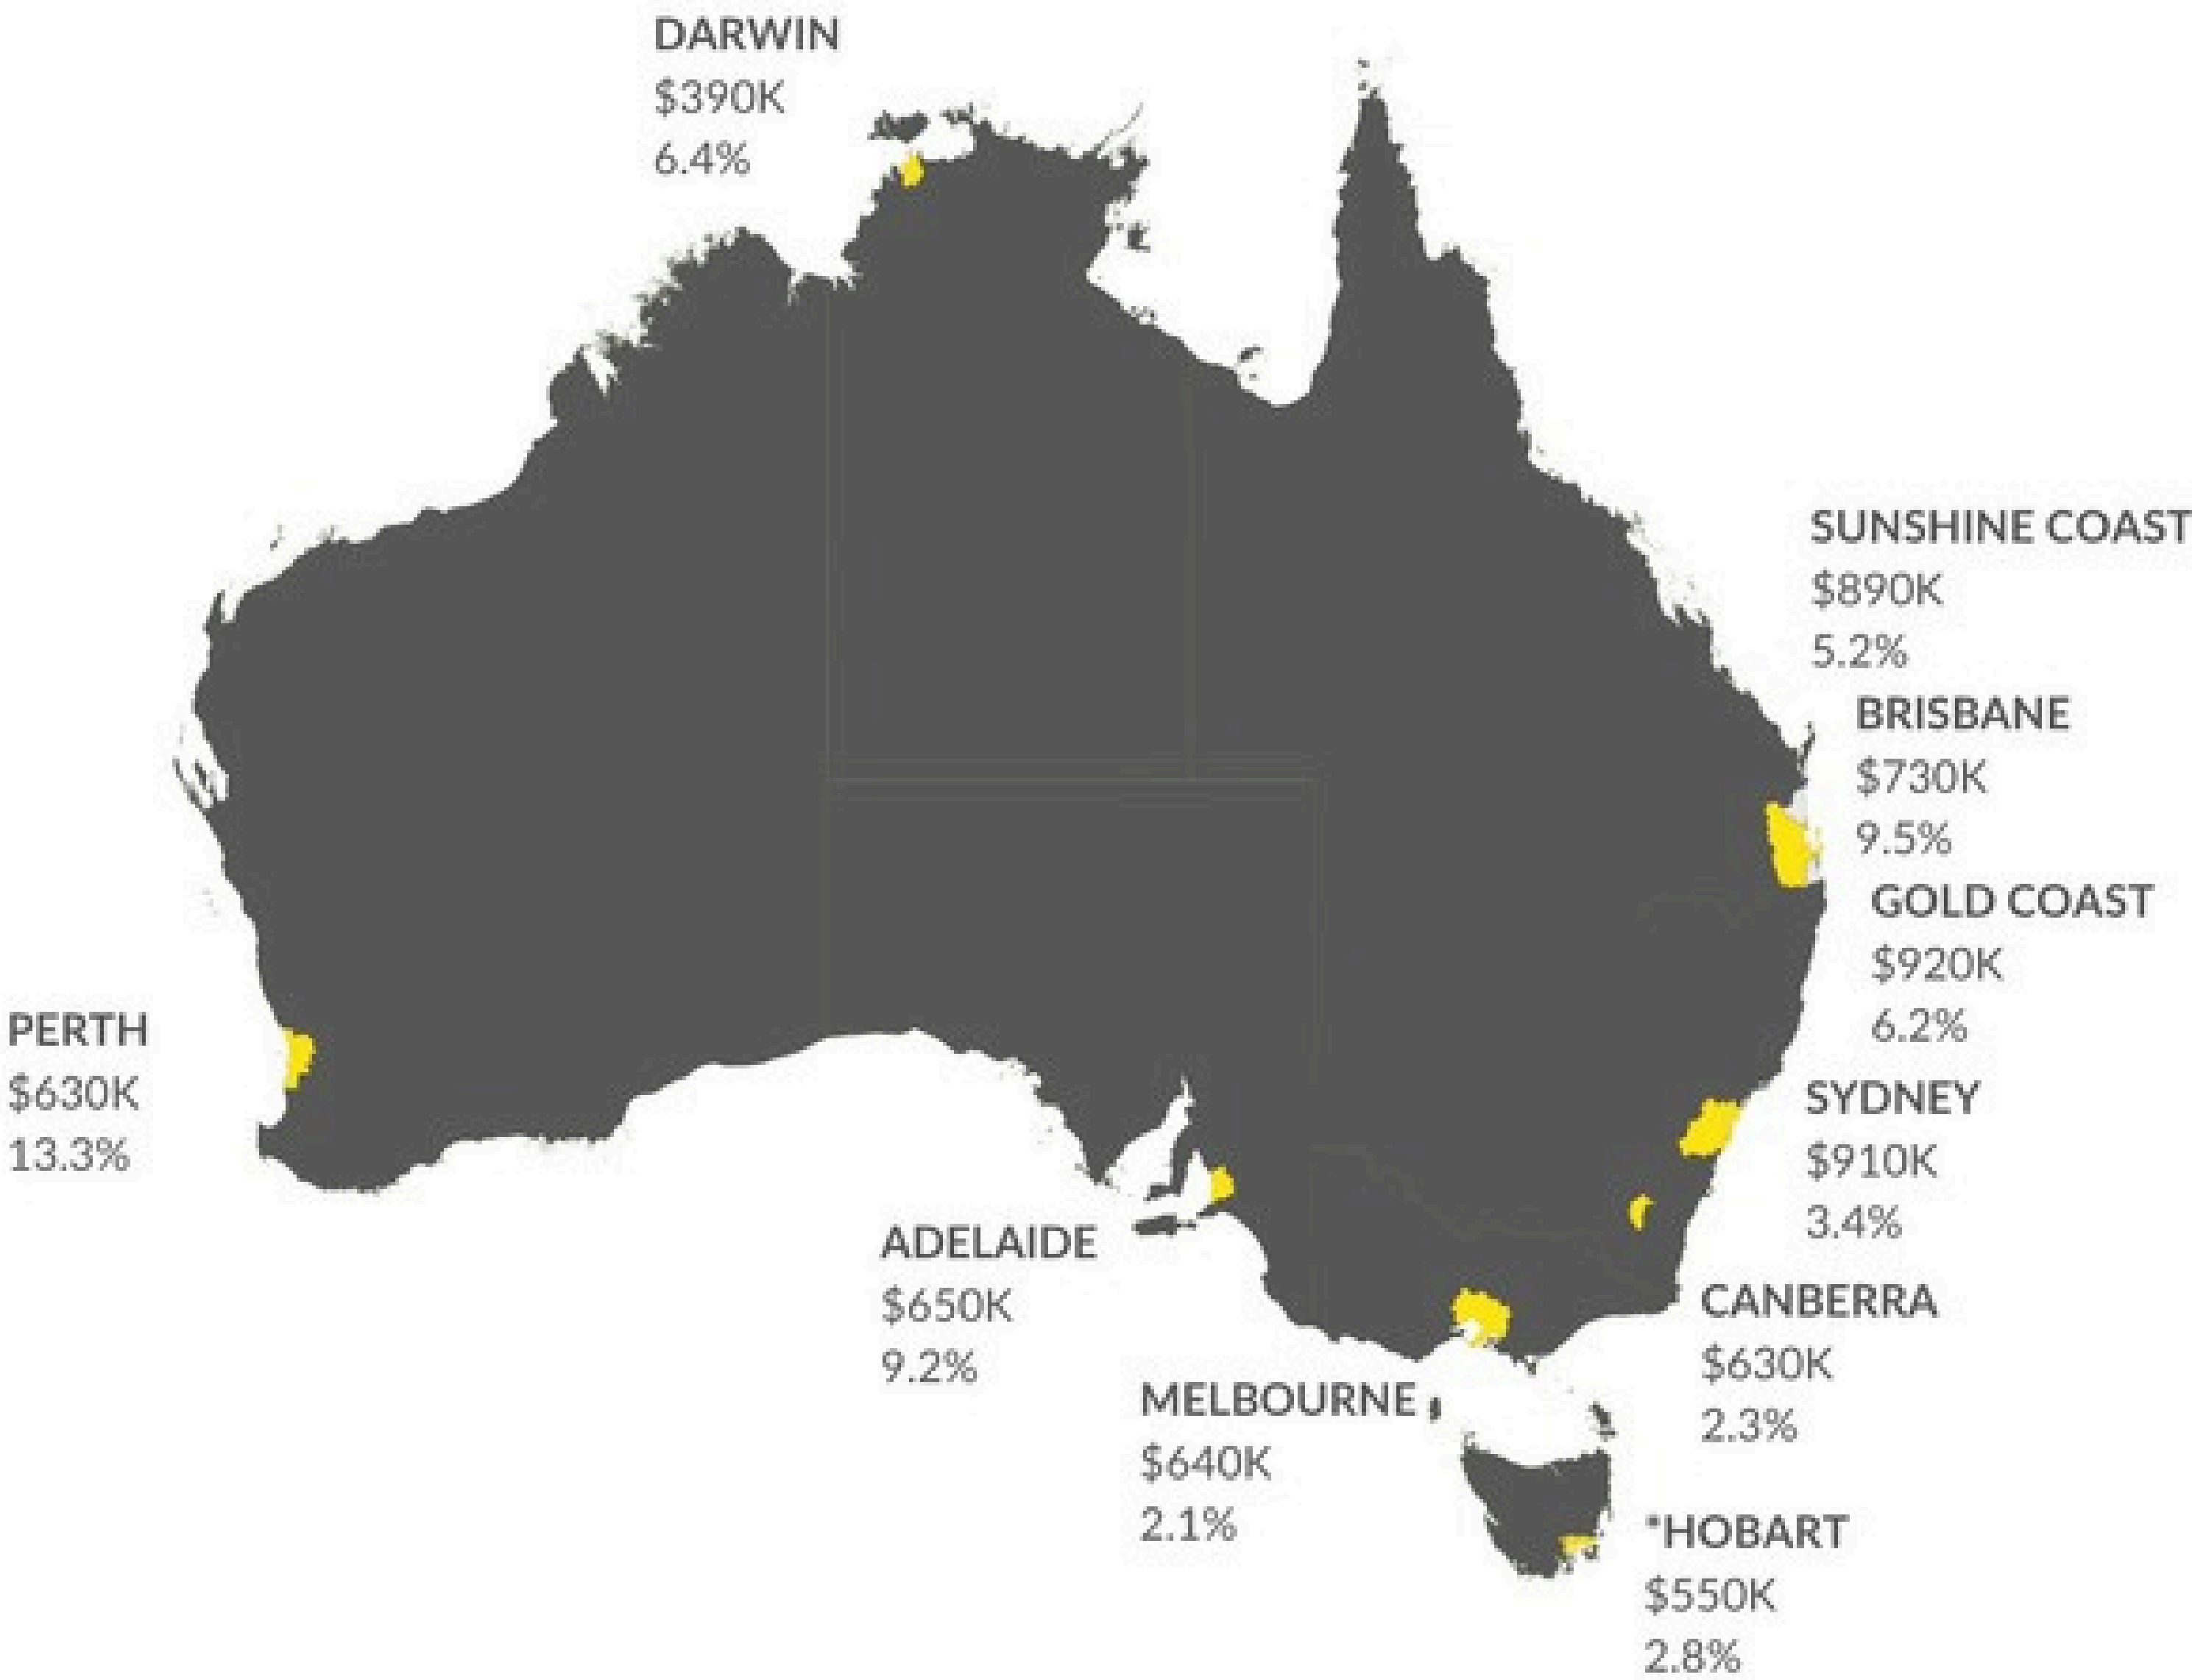 DARWIN
$390K
6.4%
SUNSHINE COAST
$890K
5.2%
BRISBANE
$730K
9.5%
GOLD COAST
$920K
6.2%
PERTH
$630K
13.3%
SYDNEY
$910K
3.4%
ADELAIDE
$650K
9.2%
CANBERRA
$630K
2.3%
MELBOURNE
$640K
2.1%
*HOBART
$550K
2.8%